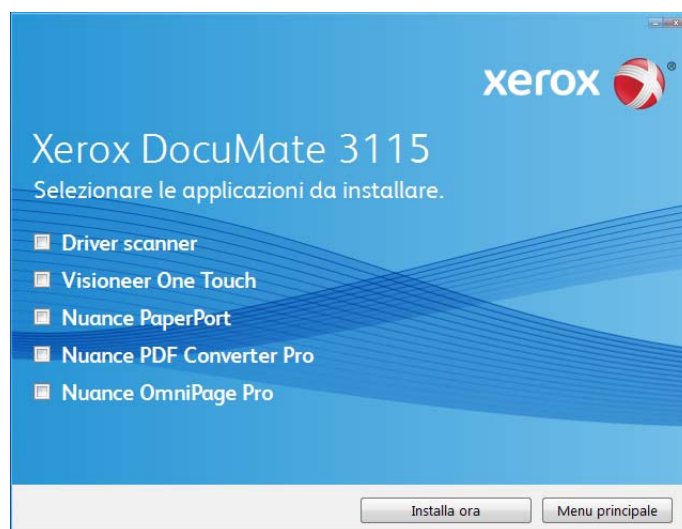 xerox ®
Xerox DocuMate 3115
Selezionare le applicazioni da installare.
Driver scanner
Visioneer One Touch
Nuance PaperPort
Nuance PDF Converter Pro
Nuance OmniPage Pro
Installa ora Menu principale